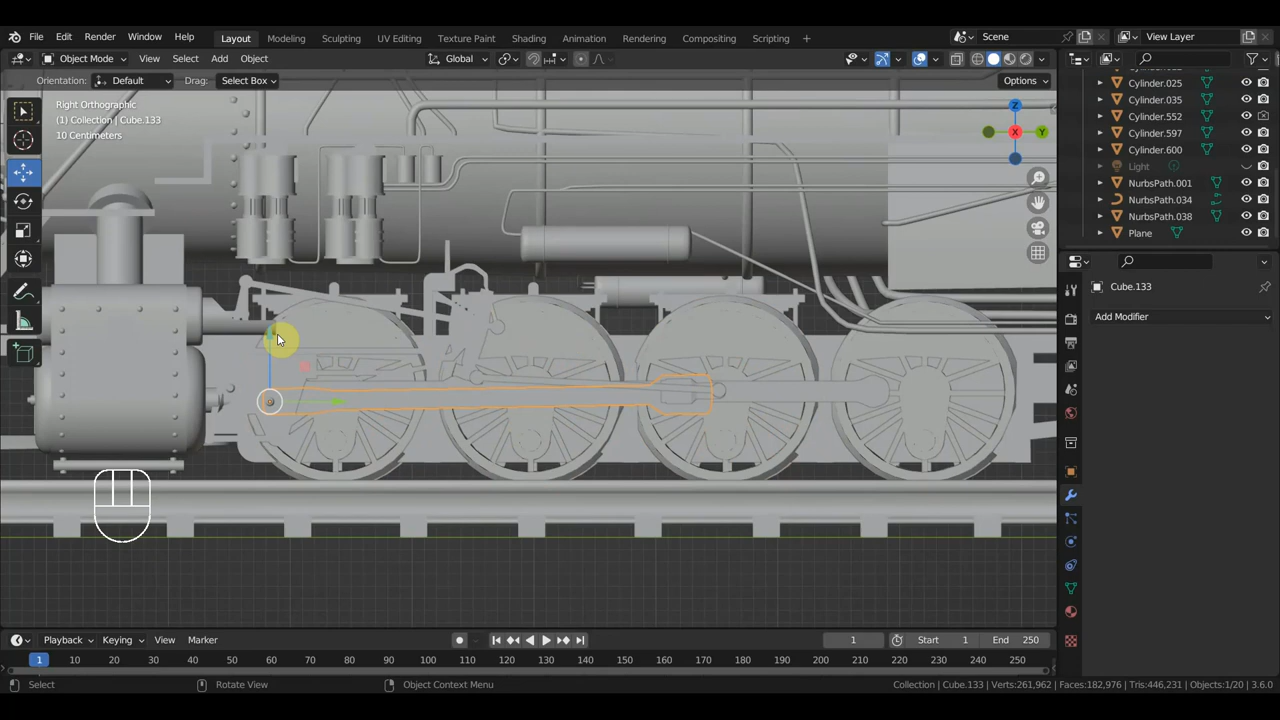 File Edit Render Window Help Layout Modeling Sculpting UV Editing Texture Paint Shading Animation Rendering Compositing Scripting + Scene View Layer
Object Mode View Select Add Object Global
Orientation: Default Drag: Select Box Options
Right Orthographic
(1) Collection | Cube.133
10 Centimeters
Z
X
Y
Cylinder.025
Cylinder.035
Cylinder.552
Cylinder.597
Cylinder.600
Light
NurbsPath.001
NurbsPath.034
NurbsPath.038
Plane
Cube.133
Add Modifier
Playback Keying View Marker 1 Start 1 End 250
1 10 20 30 40 50 60 70 80 90 100 110 120 130 140 150 160 170 180 190 200 210 220 230 240 250
Select Rotate View Object Context Menu Collection | Cube.133 | Verts:261,962 | Faces:182,976 | Tris:446,231 | Objects:1/20 | 3.6.0